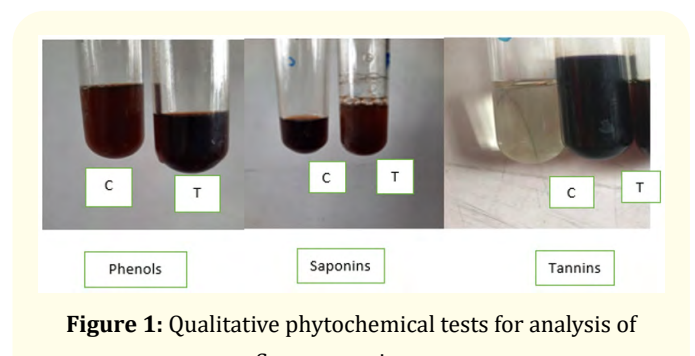 C
T
C
T
C
T
Phenols
Saponins
Tannins
Figure 1: Qualitative phytochemical tests for analysis of